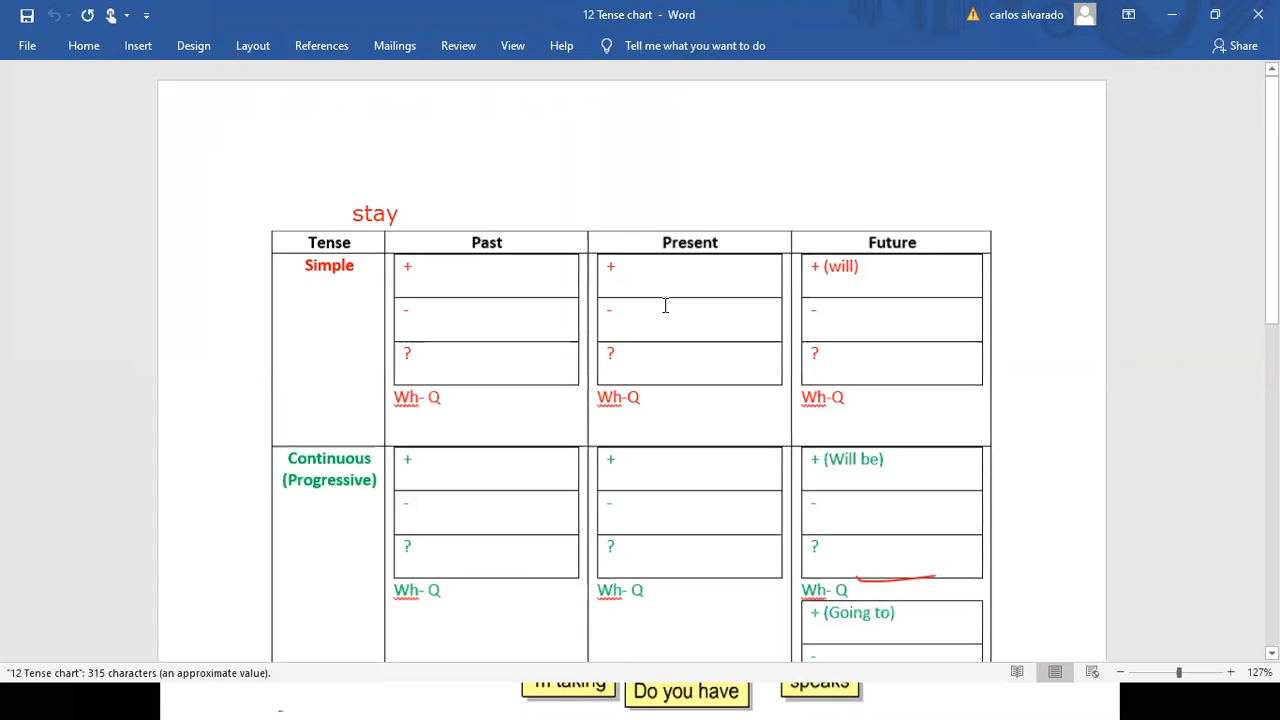 12 Tense chart - Word
carlos alvarado
File Home Insert Design Layout References Mailings Review View Help Tell me what you want to do Share
stay
Tense Past Present Future
Simple + + + (will)
- - -
? ? ?
Wh- Q Wh-Q Wh-Q
Continuous + + + (Will be)
(Progressive)
- - -
? ? ?
Wh- Q Wh- Q Wh- Q
+ (Going to)
-
"12 Tense chart": 315 characters (an approximate value). 127%
I'm taking Do you have speaks